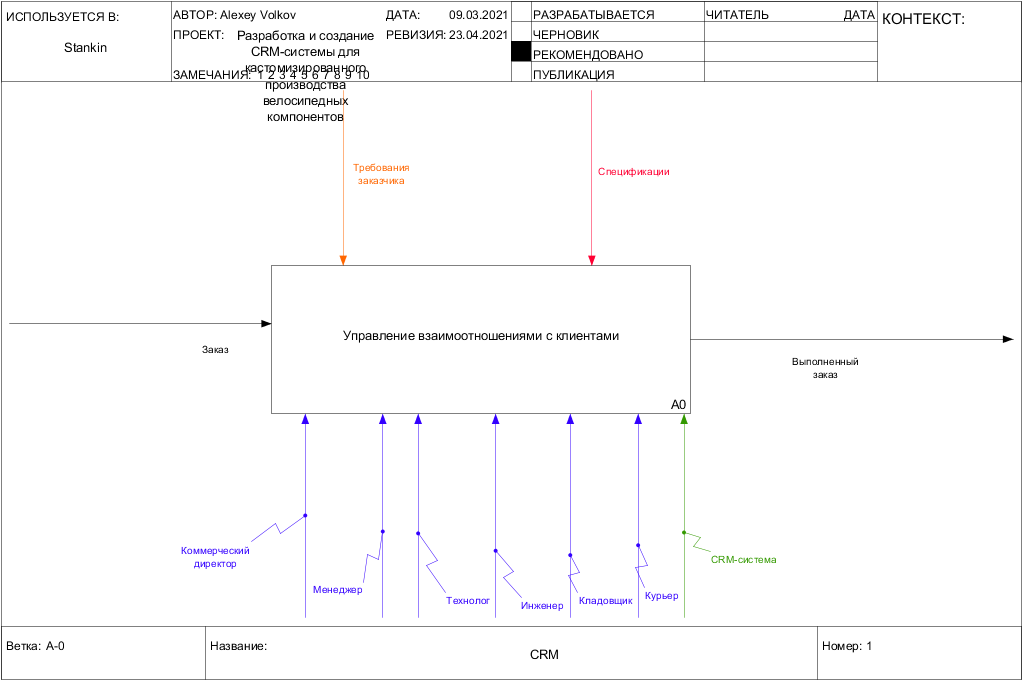 ИСПОЛЬЗУЕТСЯ В:
Stankin
АВТОР: Alexey Volkov
ДАТА: 09.03.2021
ПРОЕКТ: Разработка и создание
CRM-системы для
кастомизированного
производства
велосипедных
компонентов
РЕВИЗИЯ: 23.04.2021
ЗАМЕЧАНИЯ: 1 2 3 4 5 6 7 8 9 10
РАЗРАБАТЫВАЕТСЯ
ЧЕРНОВИК
РЕКОМЕНДОВАНО
ПУБЛИКАЦИЯ
ЧИТАТЕЛЬ ДАТА
КОНТЕКСТ:
Требования
заказчика
Спецификации
Управление взаимоотношениями с клиентами
A0
Заказ
Выполненный
заказ
Коммерческий
директор
Менеджер
Технолог
Инженер
Кладовщик
Курьер
CRM-система
Ветка: A-0
Название:
CRM
Номер: 1